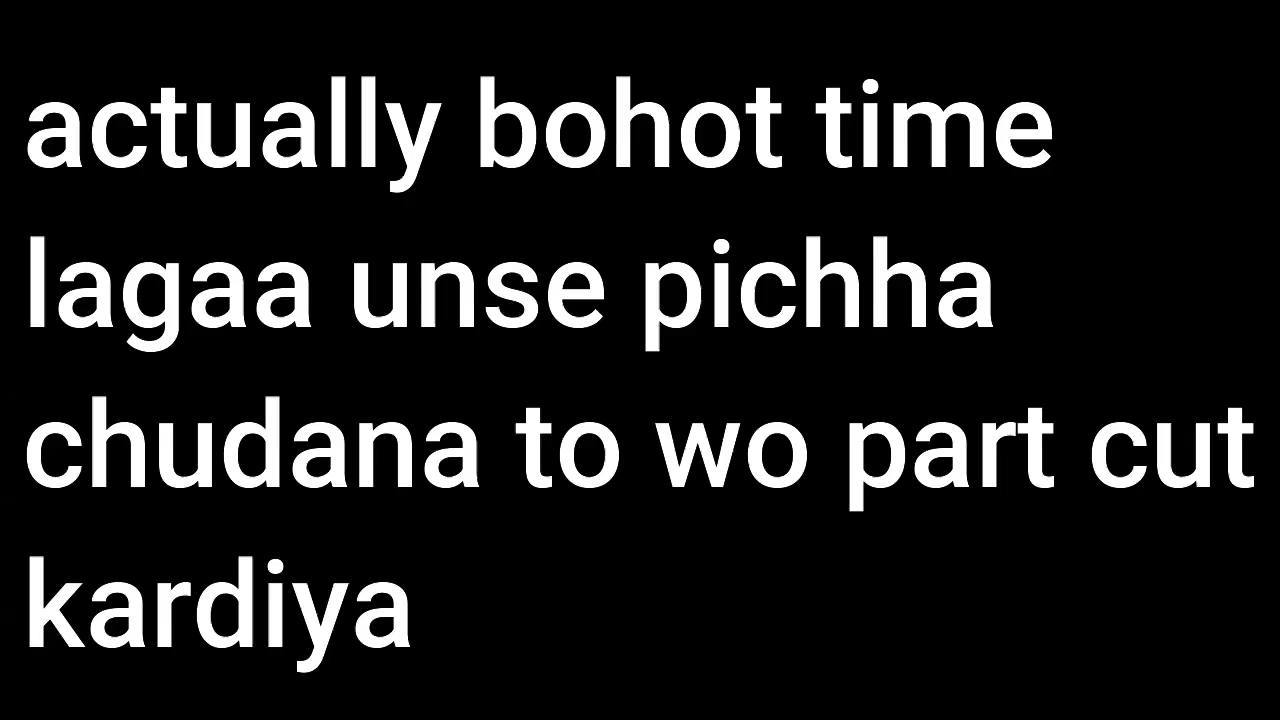 actually bohot time
lagaa unse pichha
chudana to wo part cut
kardiya